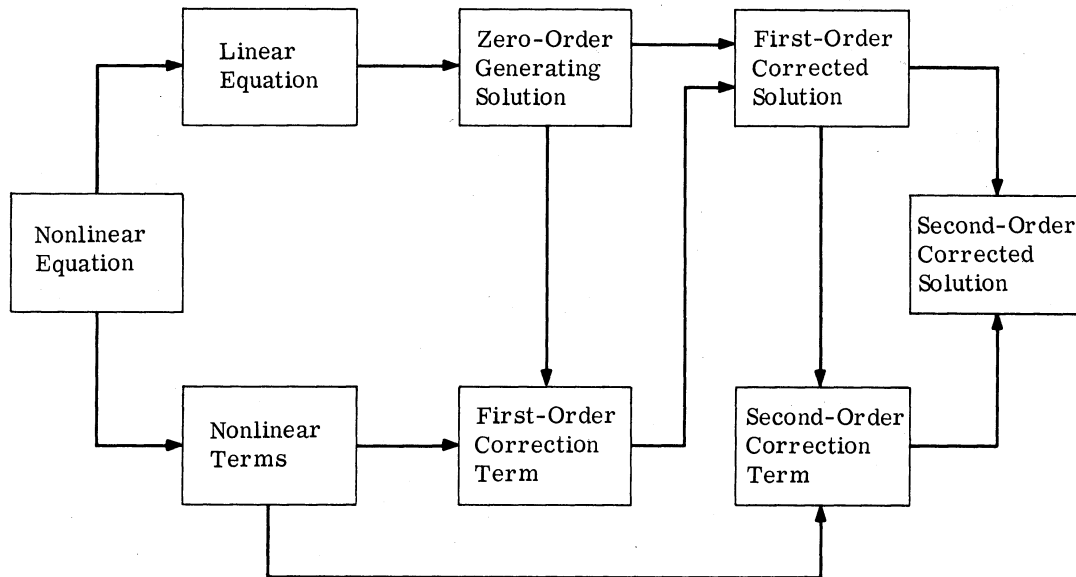 Linear
Equation
Zero-Order
Generating
Solution
First-Order
Corrected
Solution
Nonlinear
Equation
Second-Order
Corrected
Solution
Nonlinear
Terms
First-Order
Correction
Term
Second-Order
Correction
Term